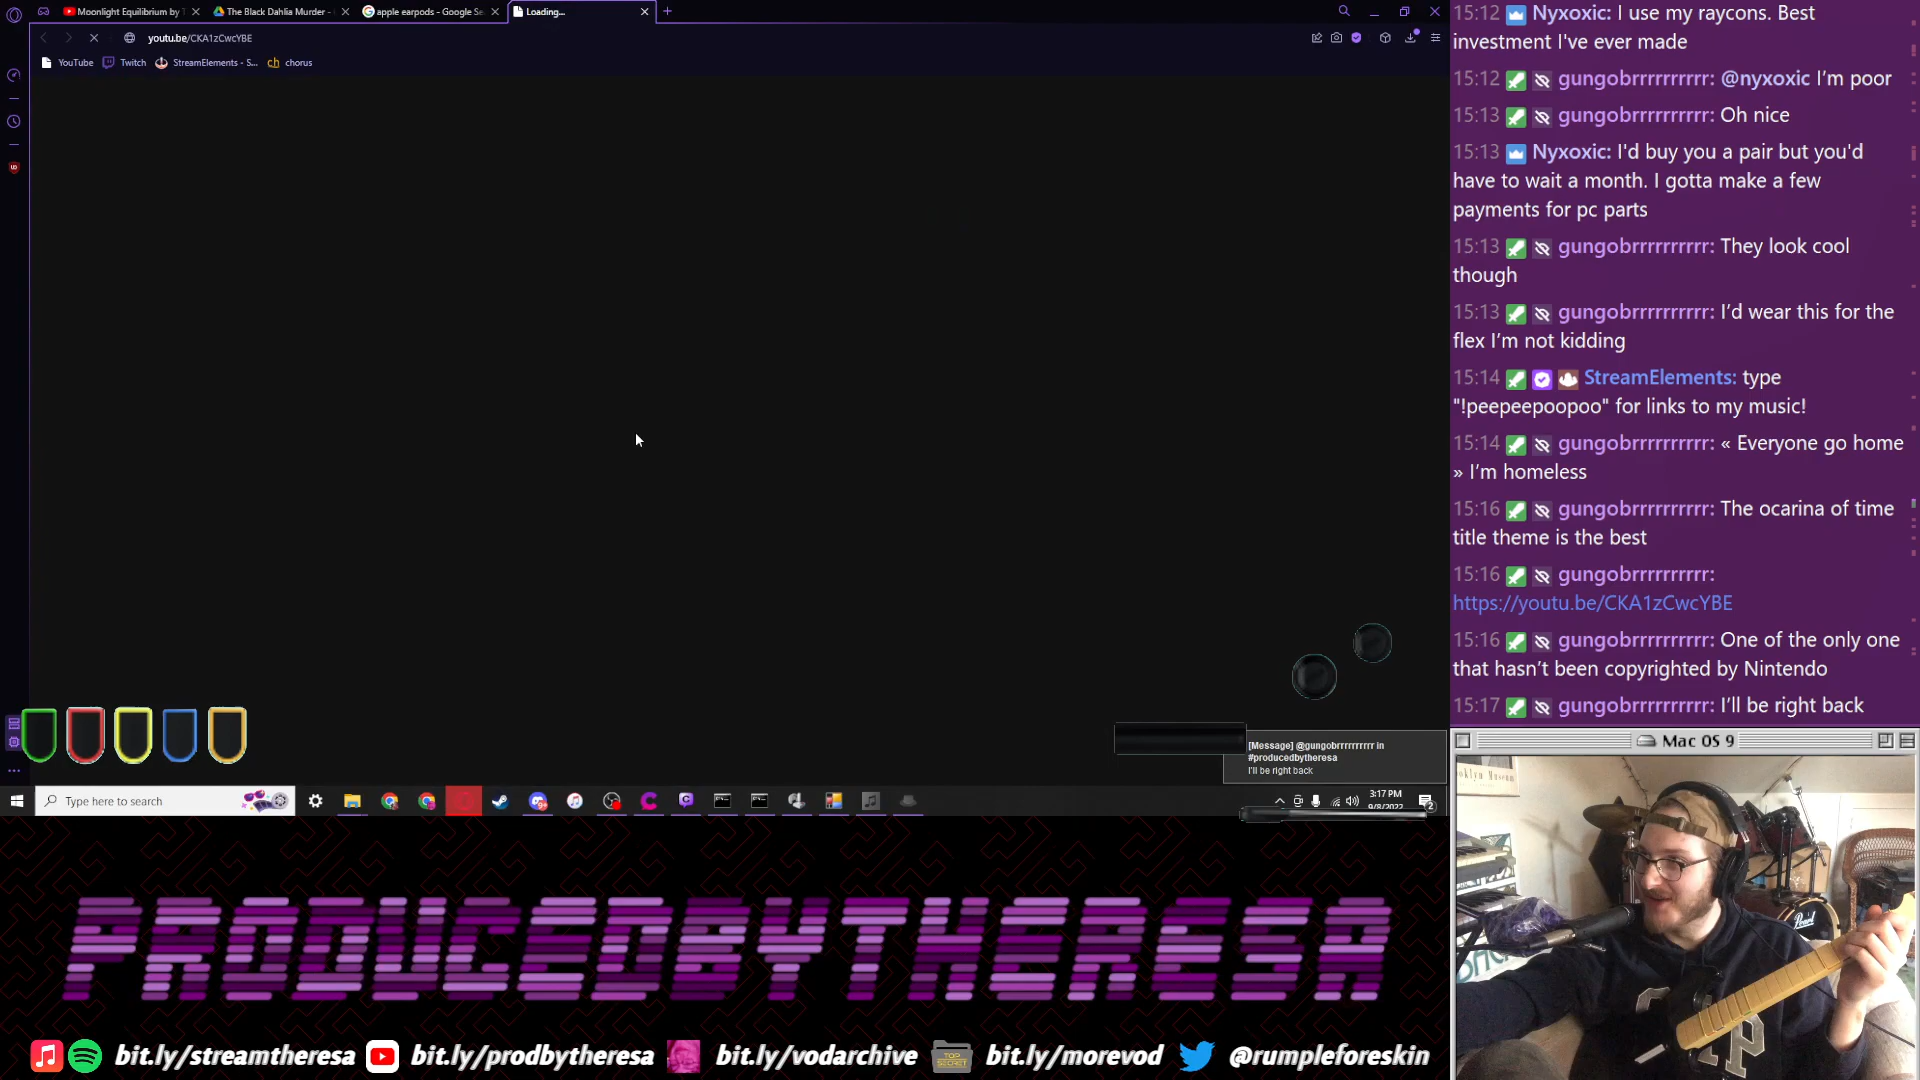 Moonlight Equilibrium by T
The Black Dahlia Murder -
apple earpods - Google Se
Loading...
youtu.be/CKA1zCwcYBE
YouTube
Twitch
StreamElements - S...
chorus
15:12 Nyxoxic: I use my raycons. Best
investment I've ever made
15:12 gungobrrrrrrrrrr: @nyxoxic I'm poor
15:13 gungobrrrrrrrrrr: Oh nice
15:13 Nyxoxic: I'd buy you a pair but you'd
have to wait a month. I gotta make a few
payments for pc parts
15:13 gungobrrrrrrrrrr: They look cool
though
15:13 gungobrrrrrrrrrr: I'd wear this for the
flex I'm not kidding
15:14 StreamElements: type
"!peepeepoopoo" for links to my music!
15:14 gungobrrrrrrrrrr: « Everyone go home
» I'm homeless
15:16 gungobrrrrrrrrrr: The ocarina of time
title theme is the best
15:16 gungobrrrrrrrrrr:
https://youtu.be/CKA1zCwcYBE
15:16 gungobrrrrrrrrrr: One of the only one
that hasn't been copyrighted by Nintendo
15:17 gungobrrrrrrrrrr: I'll be right back
[Message] @gungobrrrrrrrrrr in
#producedbytheresa
I'll be right back
Type here to search
3:17 PM
9/8/2022
2
Mac OS 9
Pearl
PRODUCEDBYTHERESA
bit.ly/streamtheresa
bit.ly/prodbytheresa
bit.ly/vodarchive
TOP SECRET
bit.ly/morevod
@rumpleforeskin